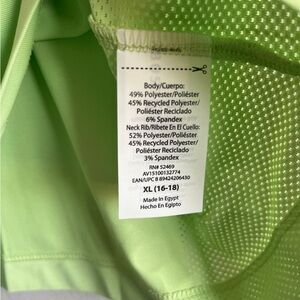 Body/Cuerpo:
49% Polyester/Poliéster
45% Recycled Polyester/
Poliéster Reciclado
6% Spandex
Neck Rib/Ribete En El Cuello:
52% Polyester/Poliéster
45% Recycled Polyester/
Poliéster Reciclado
3% Spandex
RN# 52469
AV15100132774
EAN/UPC 8 89424206430
XL (16-18)
Made In Egypt
Hecho En Egipto